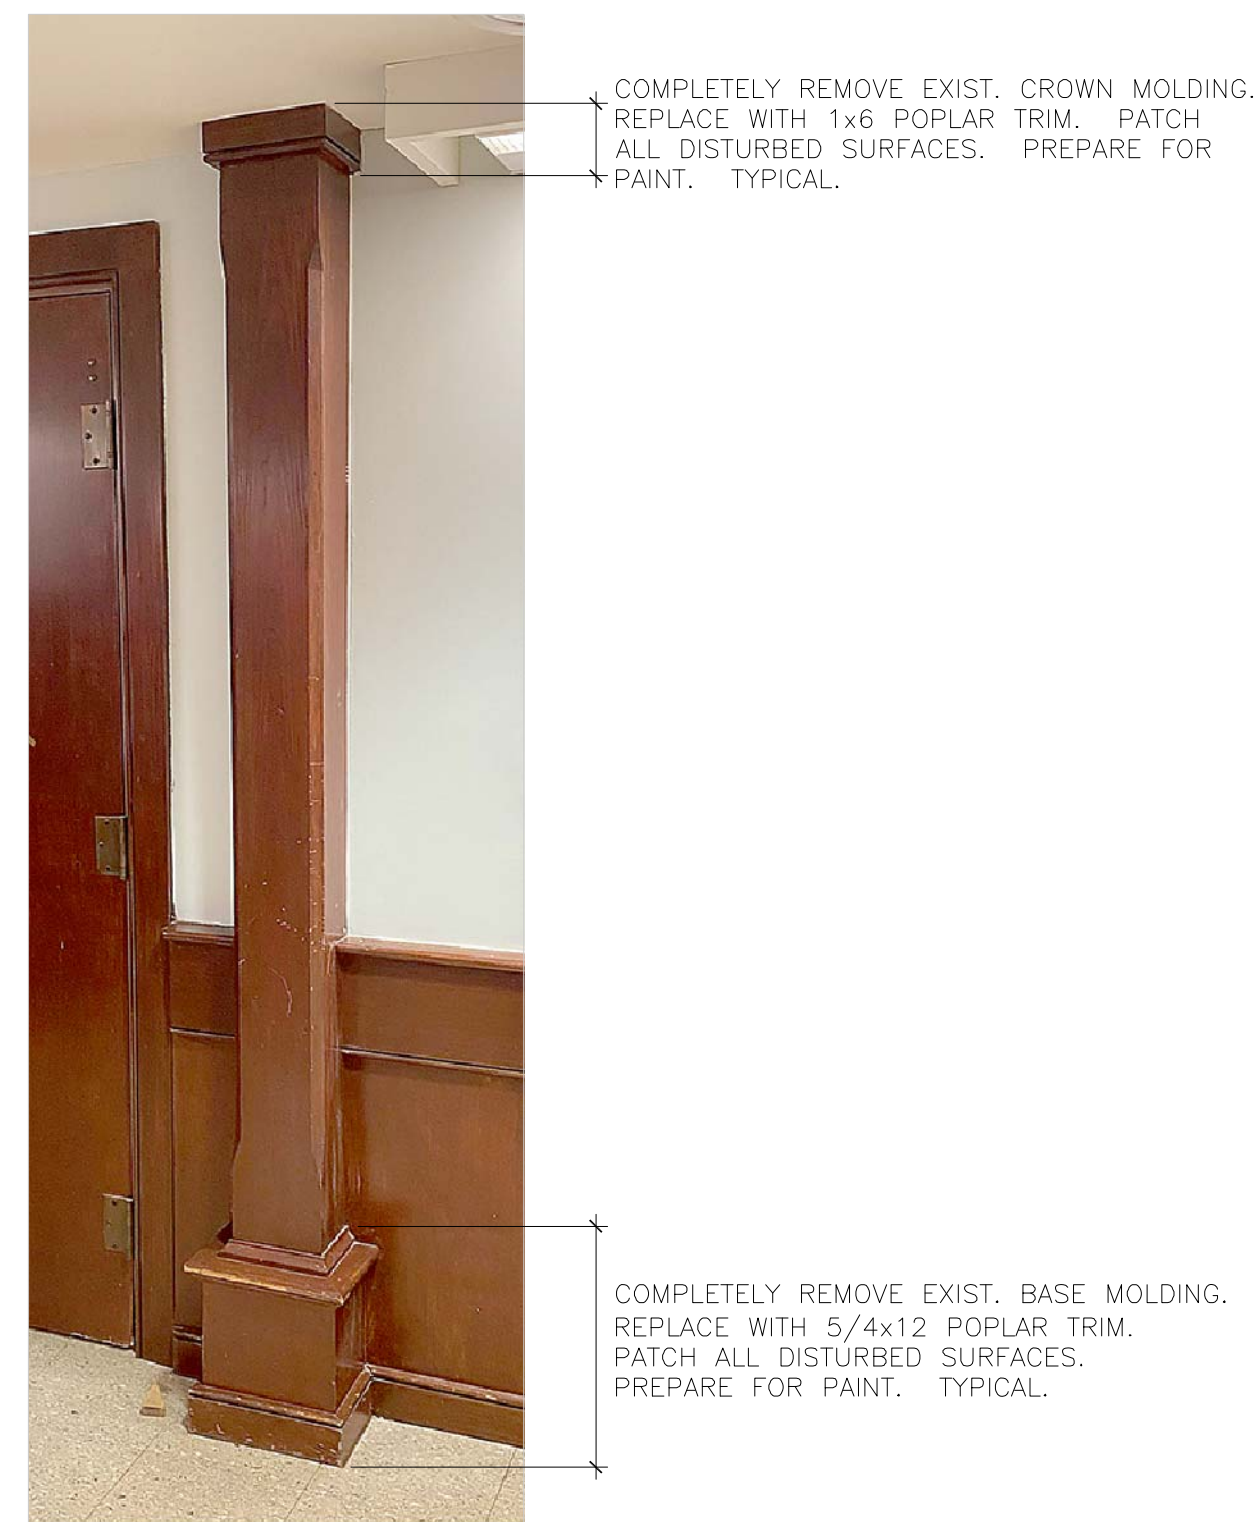 COMPLETELY REMOVE EXIST. CROWN MOLDING.
REPLACE WITH 1x6 POPLAR TRIM. PATCH
ALL DISTURBED SURFACES. PREPARE FOR
PAINT. TYPICAL.
COMPLETELY REMOVE EXIST. BASE MOLDING.
REPLACE WITH 5/4x12 POPLAR TRIM.
PATCH ALL DISTURBED SURFACES.
PREPARE FOR PAINT. TYPICAL.